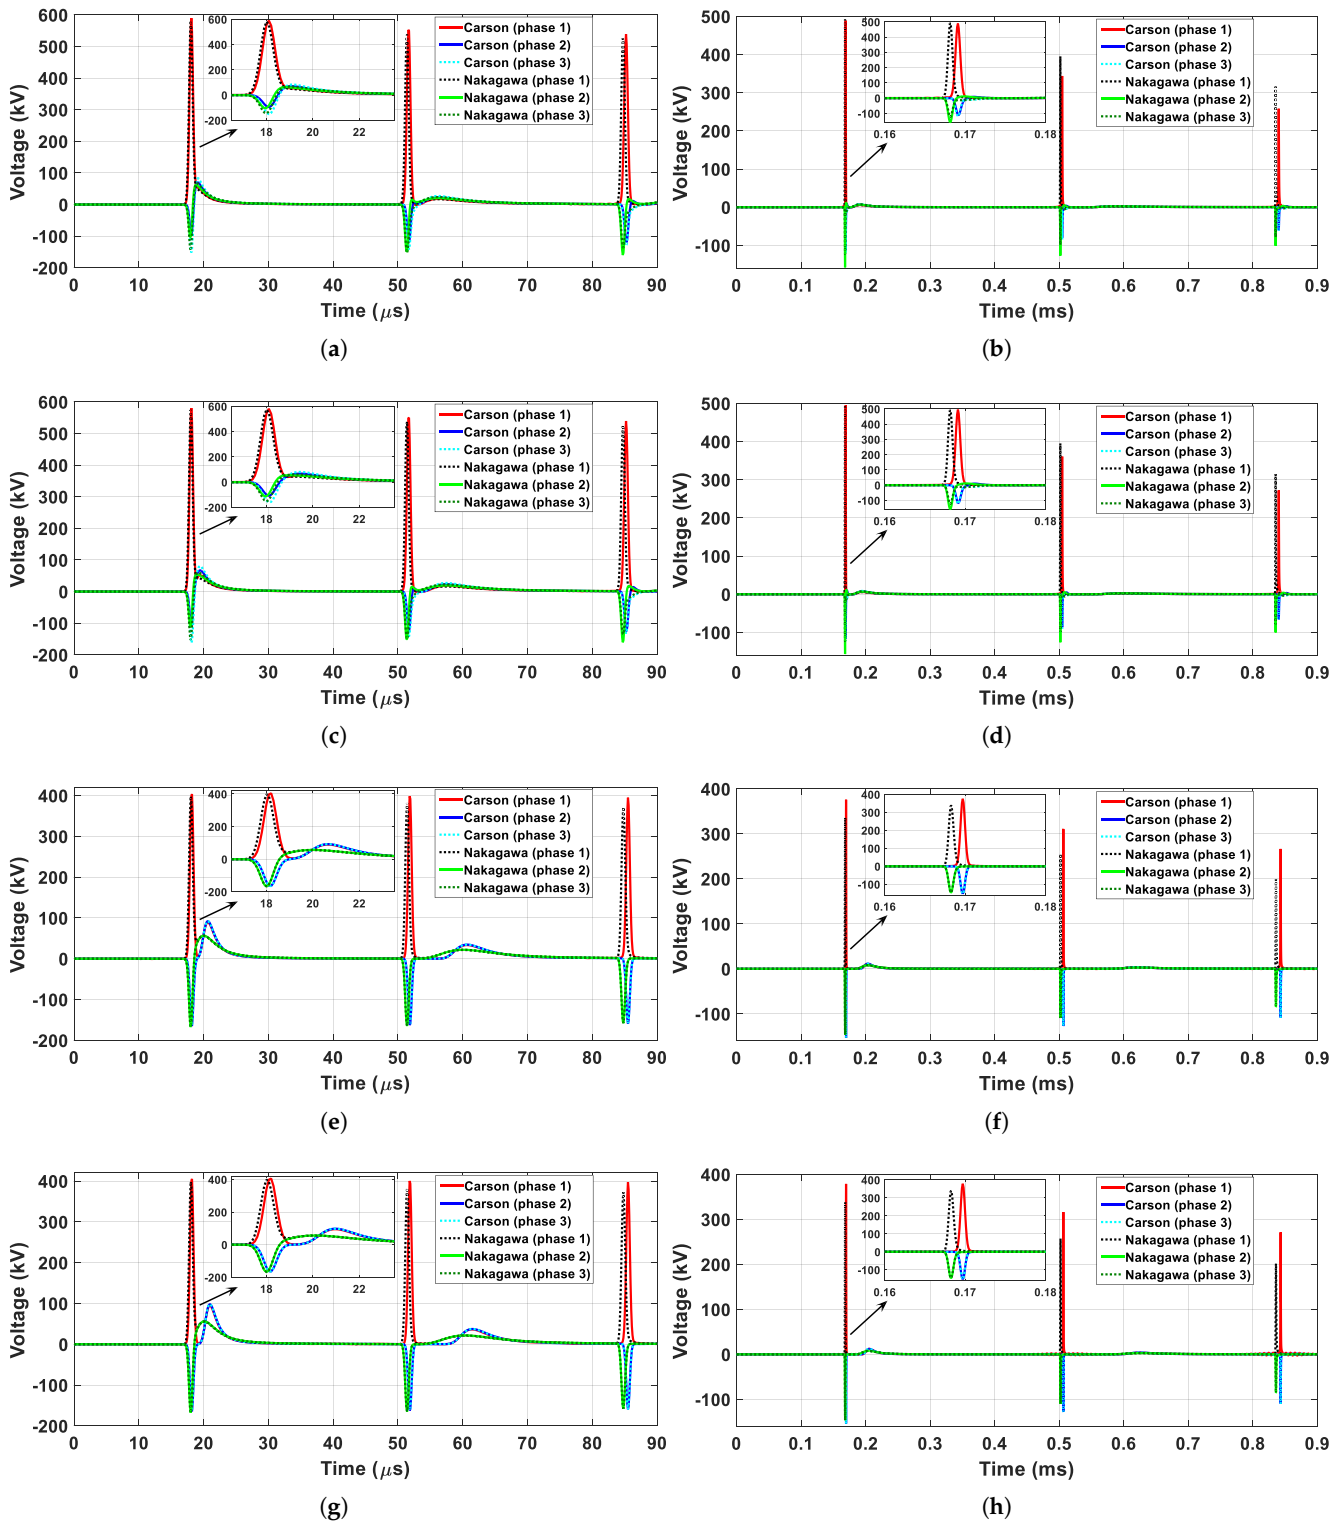 Voltage (kV)
600
500
400
300
200
100
0
-100
-200
0 10 20 30 40 50 60 70 80 90
Time (μs)
600
400
200
0
-200
18 20 22
Carson (phase 1)
Carson (phase 2)
Carson (phase 3)
Nakagawa (phase 1)
Nakagawa (phase 2)
Nakagawa (phase 3)
(a)
Voltage (kV)
500
400
300
200
100
0
-100
0 0.1 0.2 0.3 0.4 0.5 0.6 0.7 0.8 0.9
Time (ms)
500
400
300
200
100
0
-100
0.16 0.17 0.18
Carson (phase 1)
Carson (phase 2)
Carson (phase 3)
Nakagawa (phase 1)
Nakagawa (phase 2)
Nakagawa (phase 3)
(b)
Voltage (kV)
600
500
400
300
200
100
0
-100
-200
0 10 20 30 40 50 60 70 80 90
Time (μs)
600
400
200
0
-200
18 20 22
Carson (phase 1)
Carson (phase 2)
Carson (phase 3)
Nakagawa (phase 1)
Nakagawa (phase 2)
Nakagawa (phase 3)
(c)
Voltage (kV)
500
400
300
200
100
0
-100
0 0.1 0.2 0.3 0.4 0.5 0.6 0.7 0.8 0.9
Time (ms)
500
400
300
200
100
0
-100
0.16 0.17 0.18
Carson (phase 1)
Carson (phase 2)
Carson (phase 3)
Nakagawa (phase 1)
Nakagawa (phase 2)
Nakagawa (phase 3)
(d)
Voltage (kV)
400
300
200
100
0
-100
-200
0 10 20 30 40 50 60 70 80 90
Time (μs)
400
200
0
-200
18 20 22
Carson (phase 1)
Carson (phase 2)
Carson (phase 3)
Nakagawa (phase 1)
Nakagawa (phase 2)
Nakagawa (phase 3)
(e)
Voltage (kV)
400
300
200
100
0
-100
0 0.1 0.2 0.3 0.4 0.5 0.6 0.7 0.8 0.9
Time (ms)
400
300
200
100
0
-100
0.16 0.17 0.18
Carson (phase 1)
Carson (phase 2)
Carson (phase 3)
Nakagawa (phase 1)
Nakagawa (phase 2)
Nakagawa (phase 3)
(f)
Voltage (kV)
400
300
200
100
0
-100
-200
0 10 20 30 40 50 60 70 80 90
Time (μs)
400
200
0
-200
18 20 22
Carson (phase 1)
Carson (phase 2)
Carson (phase 3)
Nakagawa (phase 1)
Nakagawa (phase 2)
Nakagawa (phase 3)
(g)
Voltage (kV)
400
300
200
100
0
-100
0 0.1 0.2 0.3 0.4 0.5 0.6 0.7 0.8 0.9
Time (ms)
400
300
200
100
0
-100
0.16 0.17 0.18
Carson (phase 1)
Carson (phase 2)
Carson (phase 3)
Nakagawa (phase 1)
Nakagawa (phase 2)
Nakagawa (phase 3)
(h)